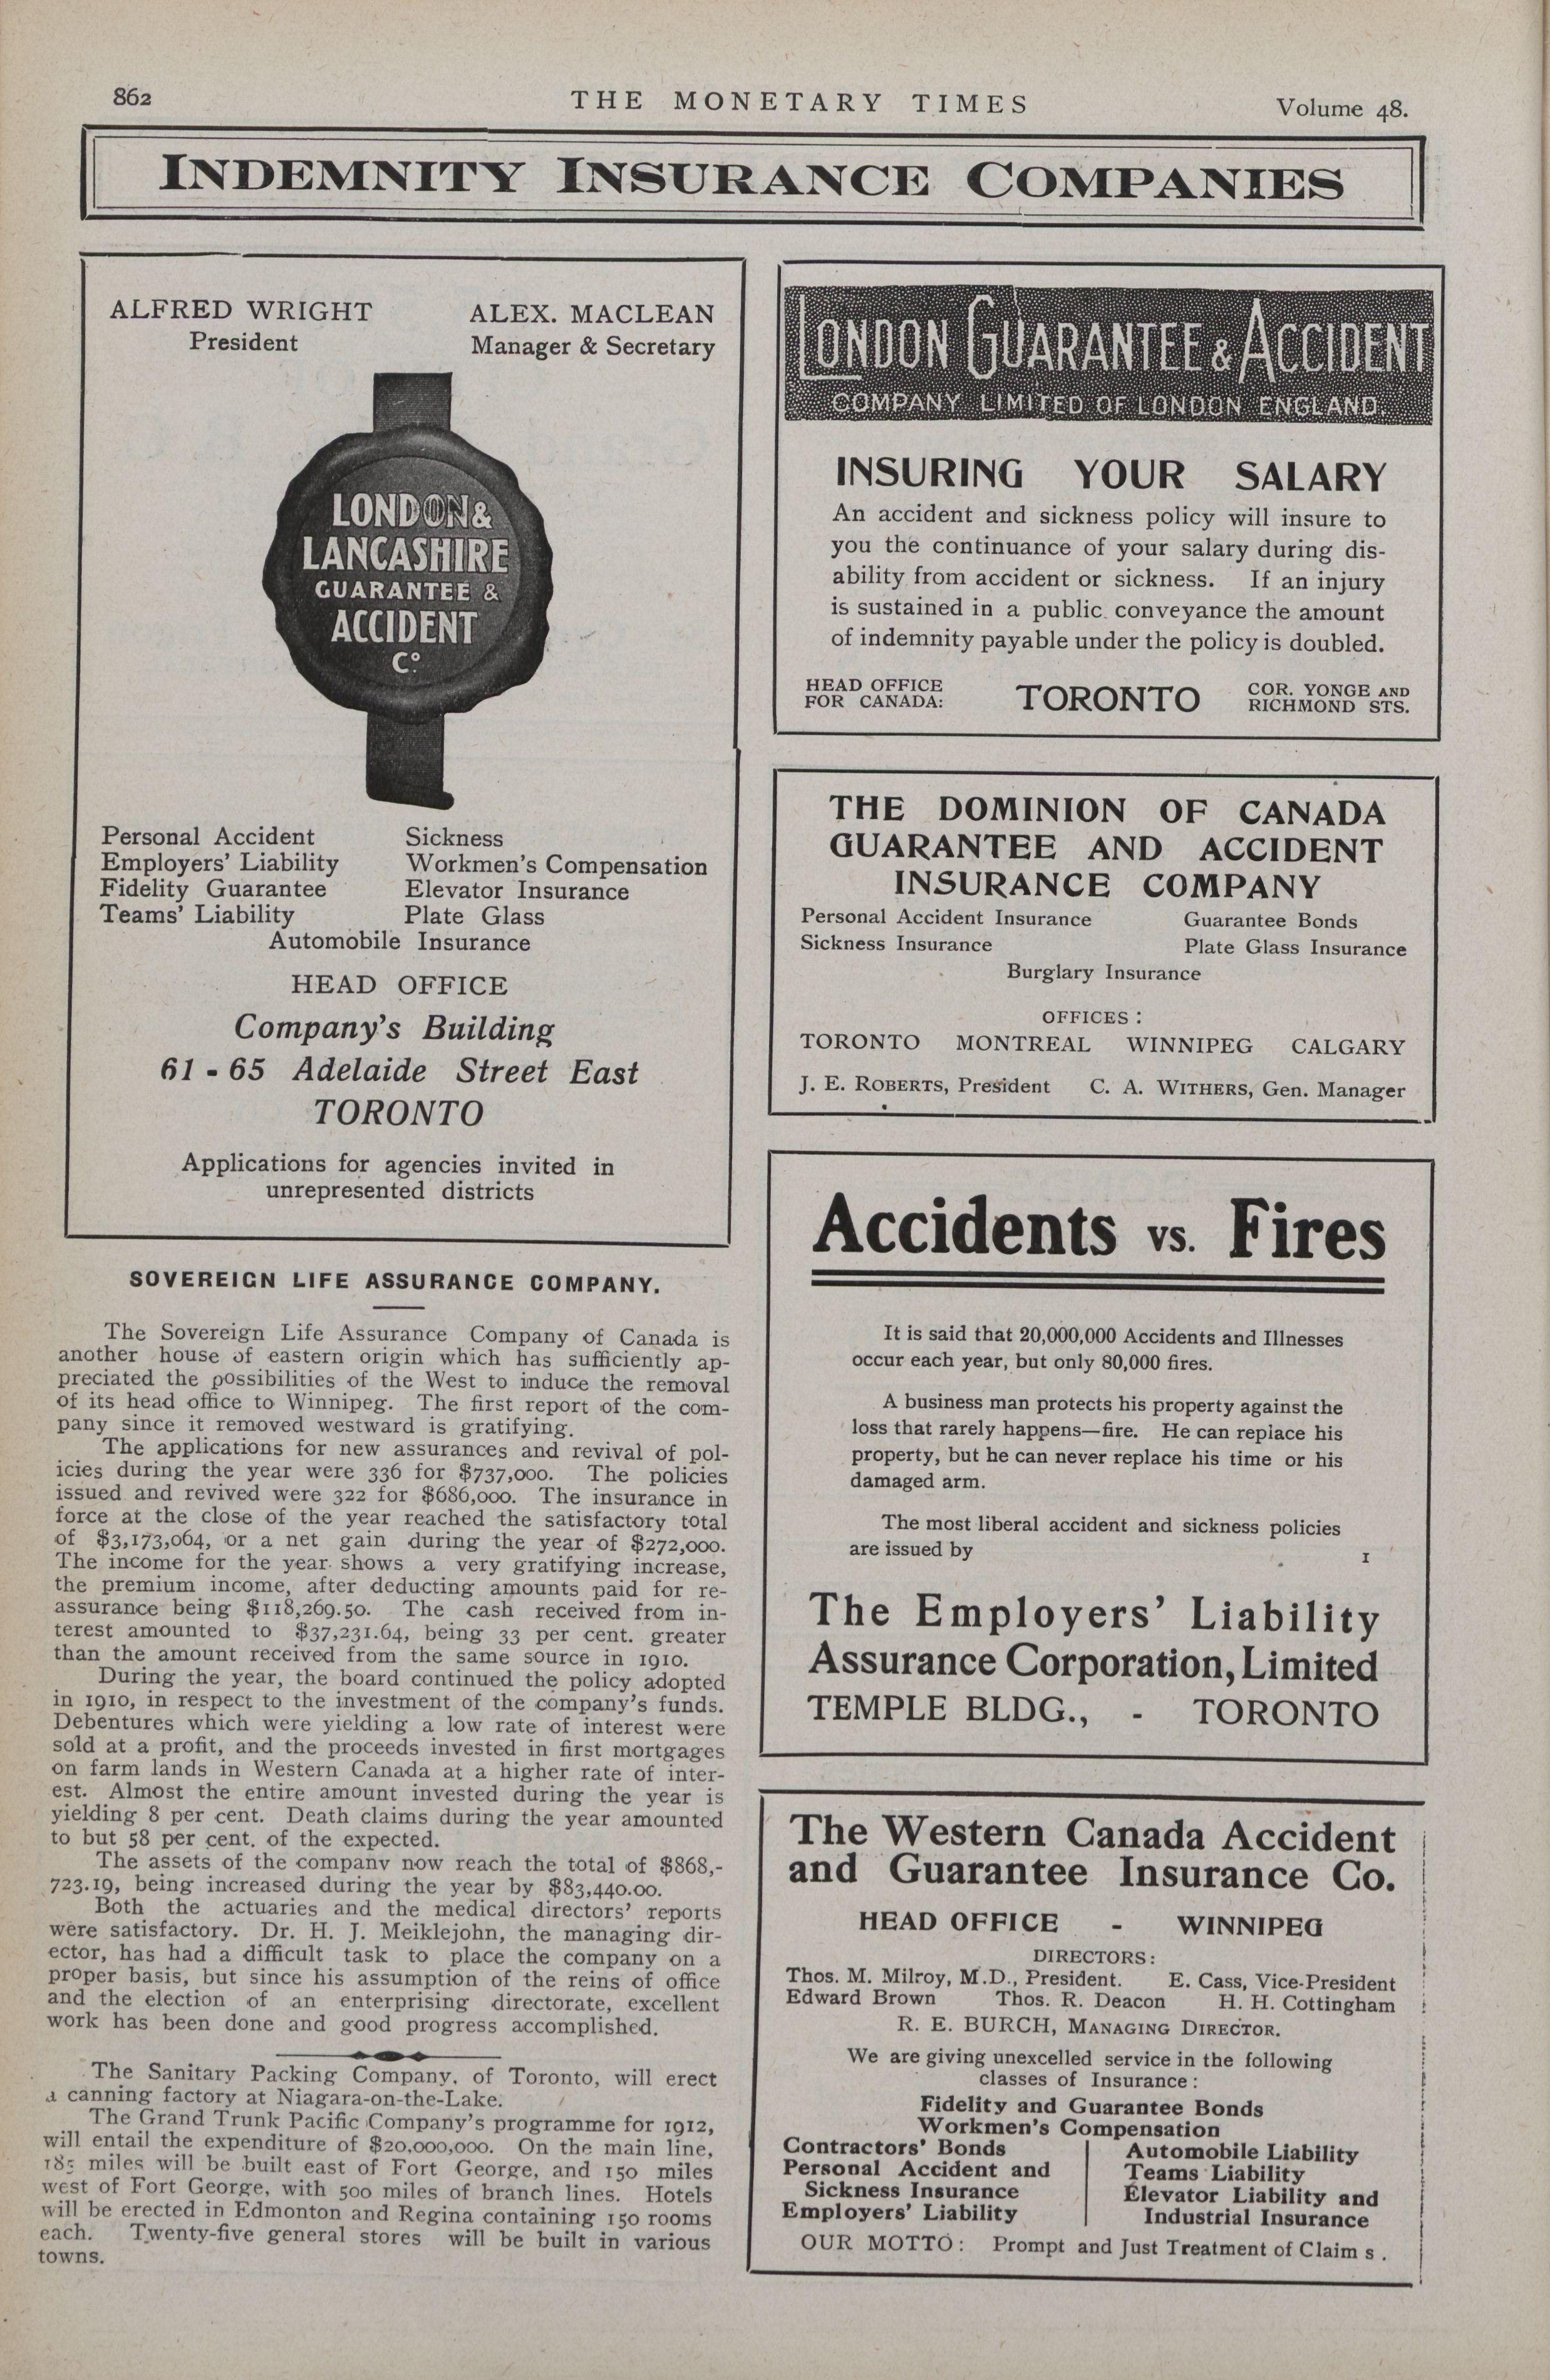 862
THE MONETARY TIMES
Volume 48.
INDEMNITY INSURANCE COMPANIES
ALFRED WRIGHT
President
ALEX. MACLEAN
Manager & Secretary
LONDON &
LANCASHIRE
GUARANTEE &
ACCIDENT
Co.
Personal Accident Sickness
Employers' Liability Workmen's Compensation
Fidelity Guarantee Elevator Insurance
Teams' Liability Plate Glass
Automobile Insurance
HEAD OFFICE
Company's Building
61 - 65 Adelaide Street East
TORONTO
Applications for agencies invited in
unrepresented districts
SOVEREIGN LIFE ASSURANCE COMPANY.
The Sovereign Life Assurance Company of Canada is
another house of eastern origin which has sufficiently ap-
preciated the possibilities of the West to induce the removal
of its head office to Winnipeg. The first report of the com-
pany since it removed westward is gratifying.
The applications for new assurances and revival of pol-
icies during the year were 336 for $737,000. The policies
issued and revived were 322 for $686,000. The insurance in
force at the close of the year reached the satisfactory total
of $3,173,064, or a net gain during the year of $272,000.
The income for the year shows a very gratifying increase,
the premium income, after deducting amounts paid for re-
assurance being $118,269.50. The cash received from in-
terest amounted to $37,231.64, being 33 per cent. greater
than the amount received from the same source in 1910.
During the year, the board continued the policy adopted
in 1910, in respect to the investment of the company's funds.
Debentures which were yielding a low rate of interest were
sold at a profit, and the proceeds invested in first mortgages
on farm lands in Western Canada at a higher rate of inter-
est. Almost the entire amount invested during the year is
yielding 8 per cent. Death claims during the year amounted
to but 58 per cent. of the expected.
The assets of the company now reach the total of $868,-
723.19, being increased during the year by $83,440.00.
Both the actuaries and the medical directors' reports
were satisfactory. Dr. H. J. Meiklejohn, the managing dir-
ector, has had a difficult task to place the company on a
proper basis, but since his assumption of the reins of office
and the election of an enterprising directorate, excellent
work has been done and good progress accomplished.
The Sanitary Packing Company, of Toronto, will erect
a canning factory at Niagara-on-the-Lake.
The Grand Trunk Pacific Company's programme for 1912,
will entail the expenditure of $20,000,000. On the main line,
185 miles will be built east of Fort George, and 150 miles
west of Fort George, with 500 miles of branch lines. Hotels
will be erected in Edmonton and Regina containing 150 rooms
each. Twenty-five general stores will be built in various
towns.
LONDON GUARANTEE & ACCIDENT
COMPANY LIMITED OF LONDON ENGLAND.
INSURING YOUR SALARY
An accident and sickness policy will insure to
you the continuance of your salary during dis-
ability from accident or sickness. If an injury
is sustained in a public conveyance the amount
of indemnity payable under the policy is doubled.
HEAD OFFICE
FOR CANADA:
TORONTO
COR. YONGE AND
RICHMOND STS.
THE DOMINION OF CANADA
GUARANTEE AND ACCIDENT
INSURANCE COMPANY
Personal Accident Insurance Guarantee Bonds
Sickness Insurance Plate Glass Insurance
Burglary Insurance
OFFICES:
TORONTO MONTREAL WINNIPEG CALGARY
J. E. ROBERTS, President C. A. WITHERS, Gen. Manager
Accidents vs. Fires
It is said that 20,000,000 Accidents and Illnesses
occur each year, but only 80,000 fires.
A business man protects his property against the
loss that rarely happens—fire. He can replace his
property, but he can never replace his time or his
damaged arm.
The most liberal accident and sickness policies
are issued by 1
The Employers' Liability
Assurance Corporation, Limited
TEMPLE BLDG., - TORONTO
The Western Canada Accident
and Guarantee Insurance Co.
HEAD OFFICE - WINNIPEG
DIRECTORS:
Thos. M. Milroy, M.D., President. E. Cass, Vice-President
Edward Brown Thos. R. Deacon H. H. Cottingham
R. E. BURCH, MANAGING DIRECTOR.
We are giving unexcelled service in the following
classes of Insurance:
Fidelity and Guarantee Bonds
Workmen's Compensation
Contractors' Bonds
Personal Accident and
Sickness Insurance
Employers' Liability
Automobile Liability
Teams Liability
Elevator Liability and
Industrial Insurance
OUR MOTTO: Prompt and Just Treatment of Claims.